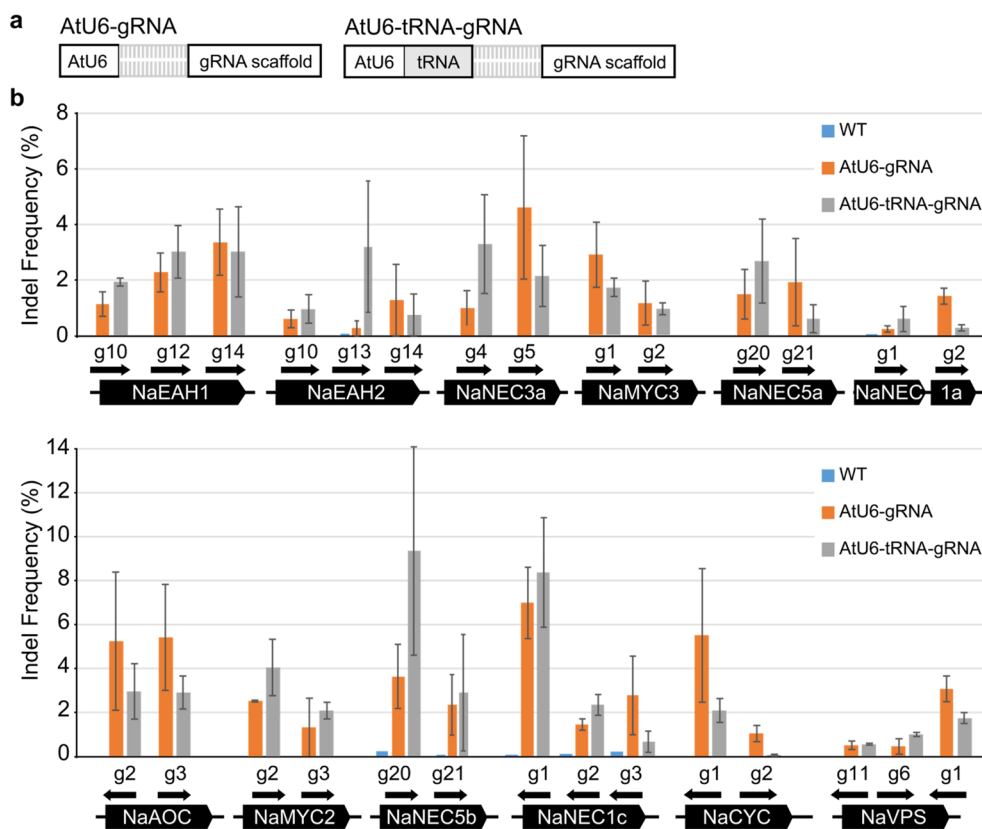 a
AtU6-gRNA AtU6-tRNA-gRNA
AtU6 gRNA scaffold AtU6 tRNA gRNA scaffold
b
Indel Frequency (%)
8
6
4
2
0
WT
AtU6-gRNA
AtU6-tRNA-gRNA
g10 g12 g14 g10 g13 g14 g4 g5 g1 g2 g20 g21 g1 g2
NaEAH1 NaEAH2 NaNEC3a NaMYC3 NaNEC5a NaNEC 1a
Indel Frequency (%)
14
12
10
8
6
4
2
0
WT
AtU6-gRNA
AtU6-tRNA-gRNA
g2 g3 g2 g3 g20 g21 g1 g2 g3 g1 g2 g11 g6 g1
NaAOC NaMYC2 NaNEC5b NaNEC1c NaCYC NaVPS